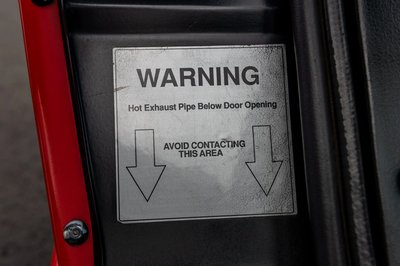 WARNING
Hot Exhaust Pipe Below Door Opening
AVOID CONTACTING
THIS AREA